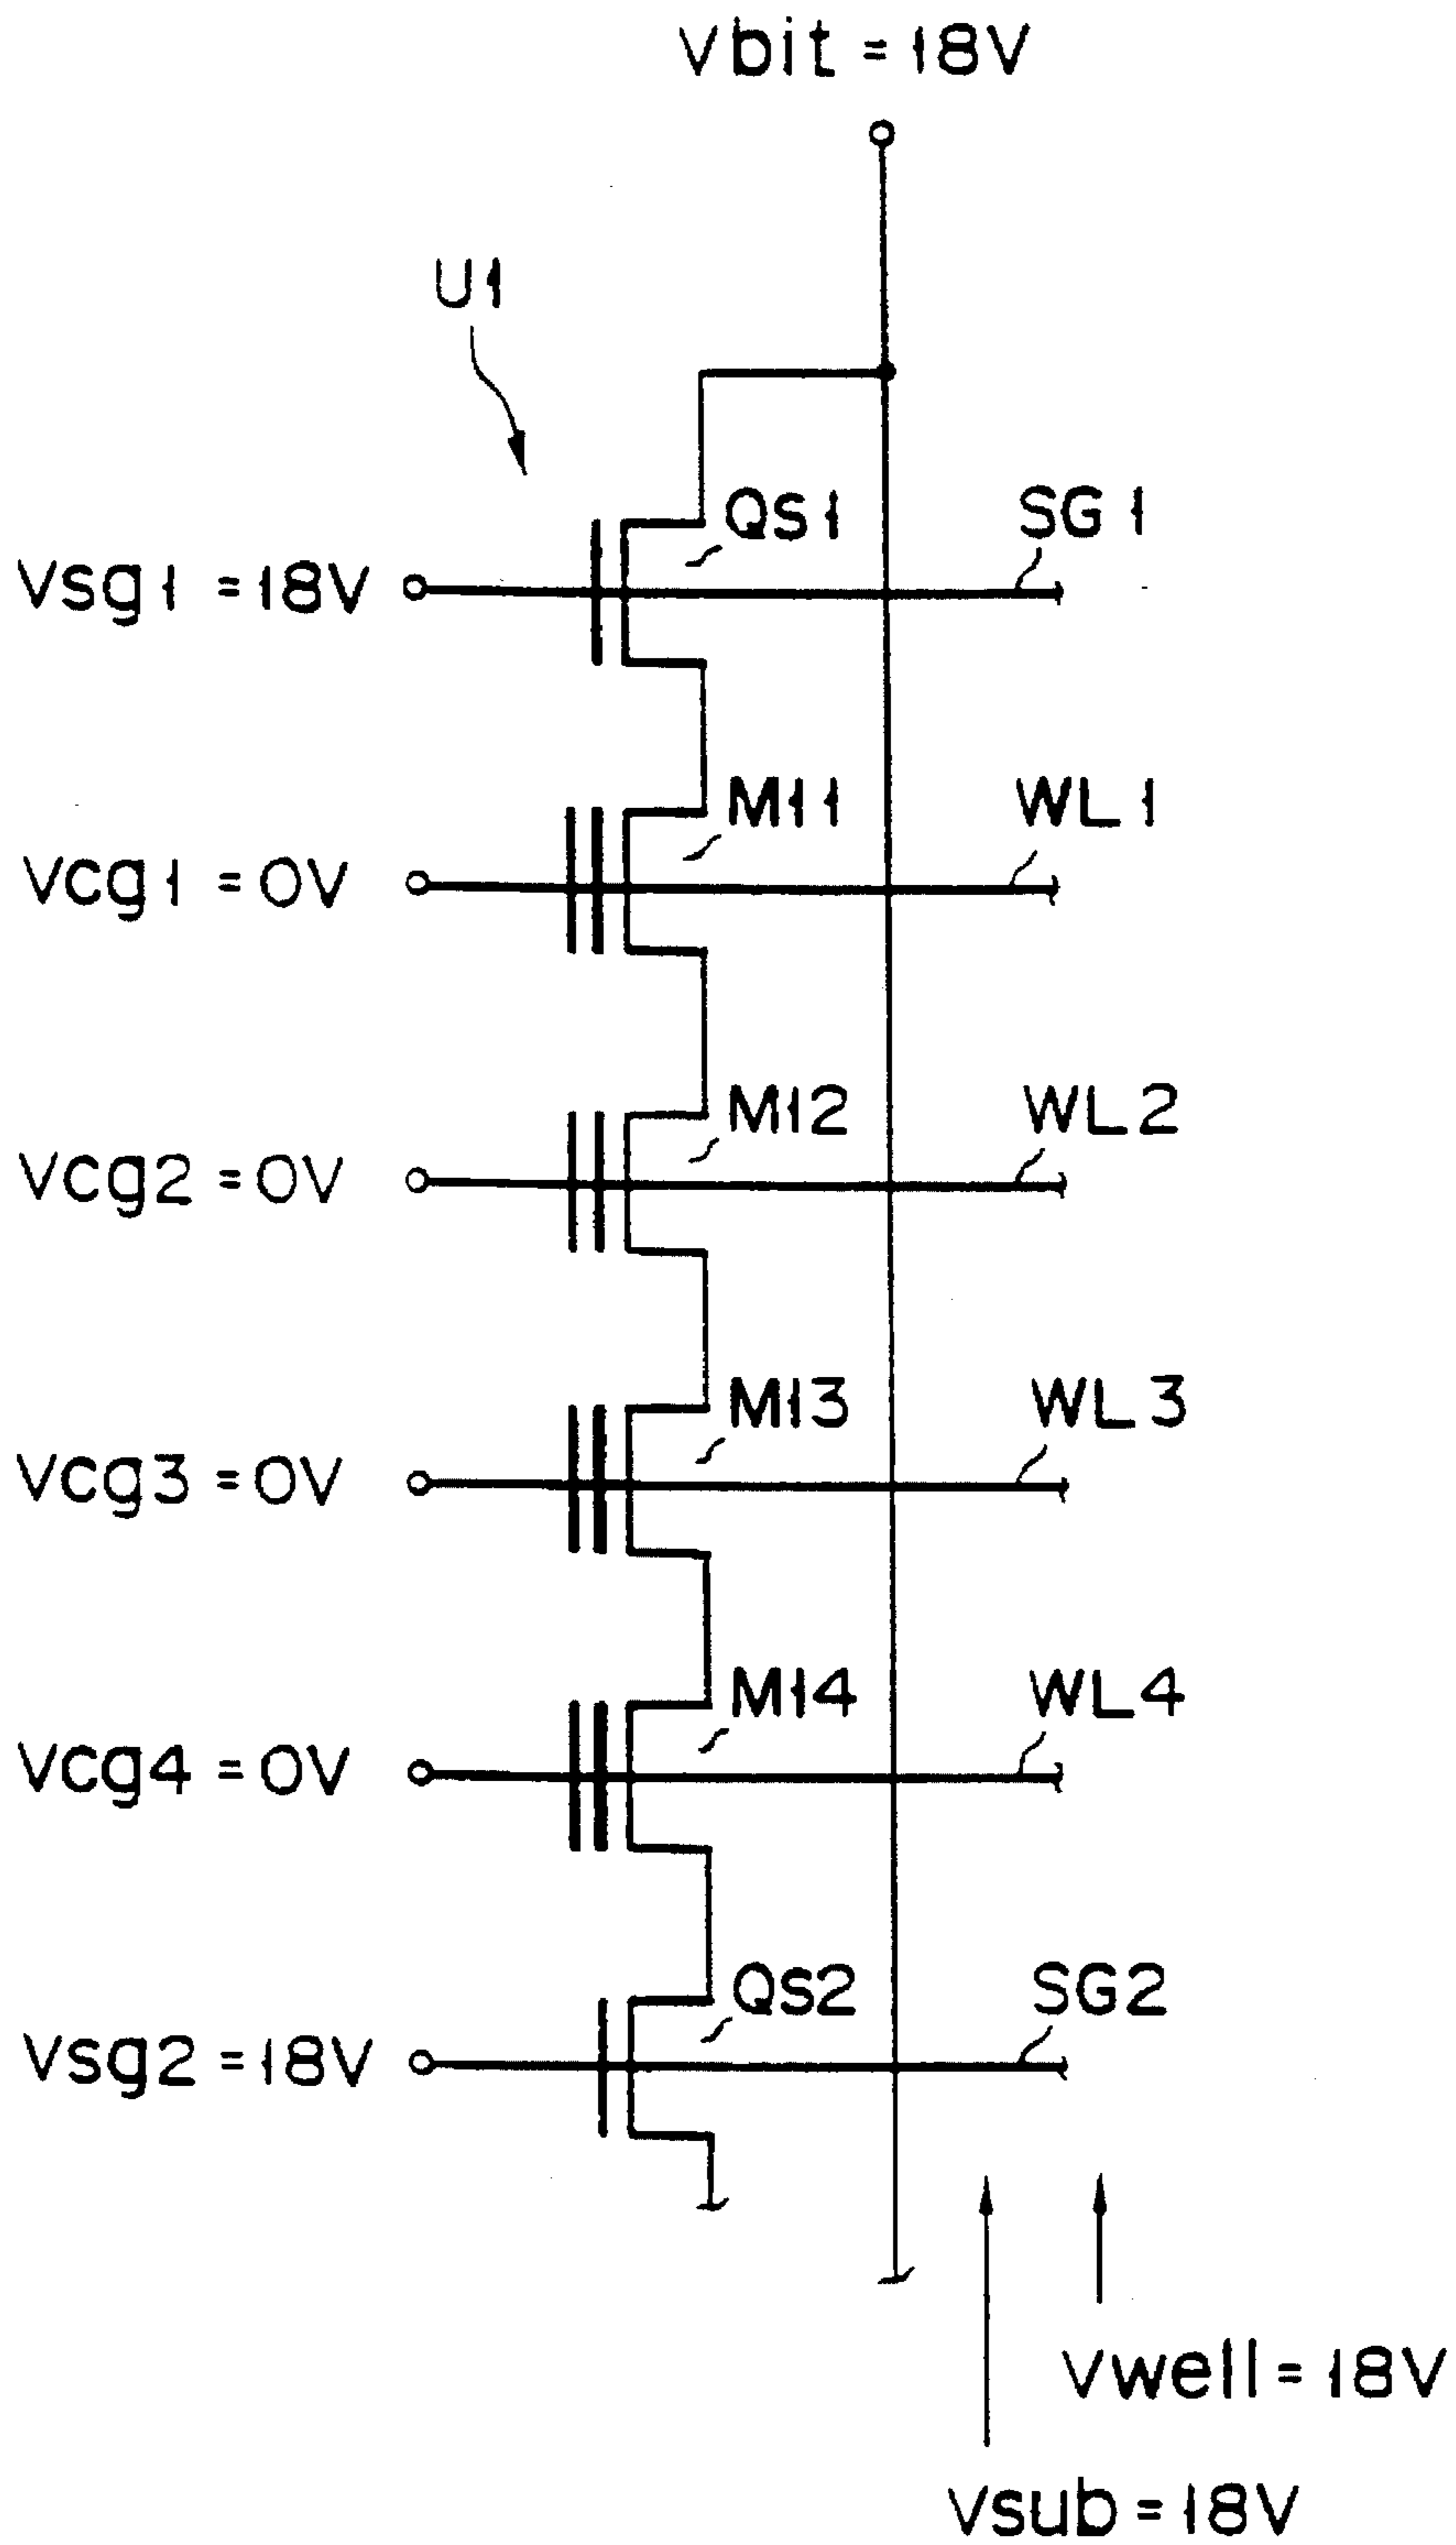 Vbit = 18V
U1
QS1
SG1
Vsg1 = 18V
M11
WL1
Vcg1 = 0V
M12
WL2
Vcg2 = 0V
M13
WL3
Vcg3 = 0V
M14
WL4
Vcg4 = 0V
QS2
SG2
Vsg2 = 18V
Vwell = 18V
Vsub = 18V